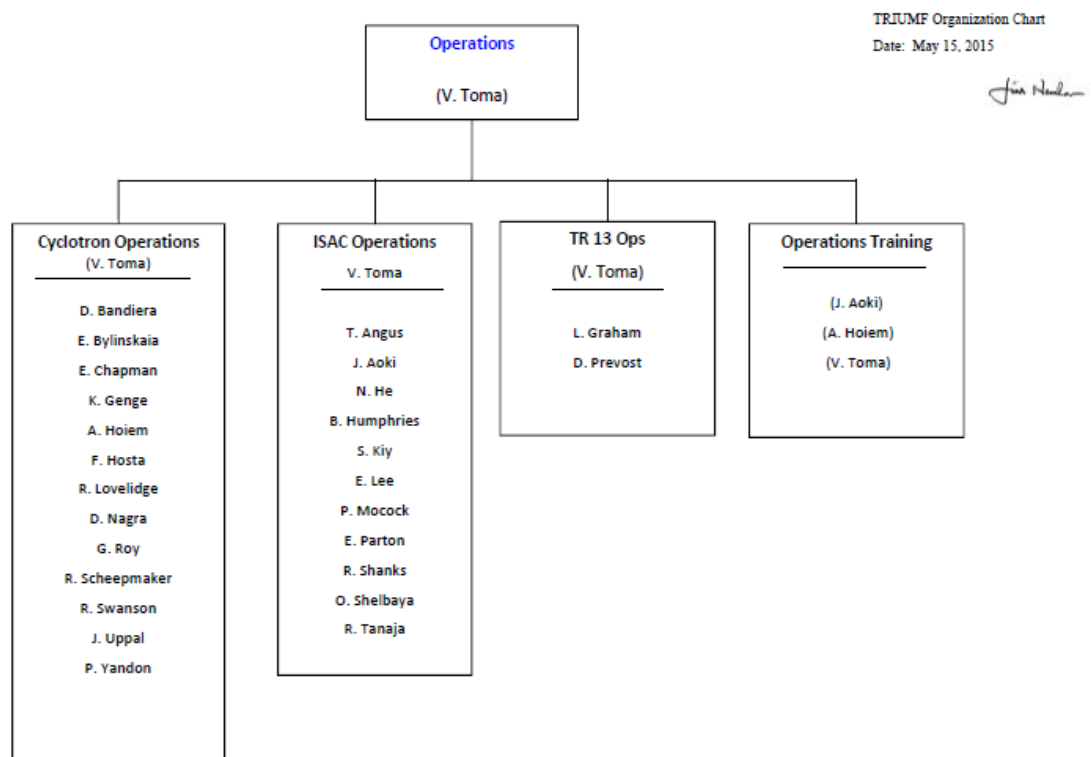 TRIUMF Organization Chart
Date: May 15, 2015
Operations
(V. Toma)
Cyclotron Operations
(V. Toma)
D. Bandiera
E. Bylinskaia
E. Chapman
K. Genge
A. Hoiem
F. Hosta
R. Lovelidge
D. Nagra
G. Roy
R. Scheepmaker
R. Swanson
J. Uppal
P. Yandon
ISAC Operations
V. Toma
T. Angus
J. Aoki
N. He
B. Humphries
S. Kiy
E. Lee
P. Mocock
E. Parton
R. Shanks
O. Shelbaya
R. Tanaja
TR 13 Ops
(V. Toma)
L. Graham
D. Prevost
Operations Training
(J. Aoki)
(A. Hoiem)
(V. Toma)